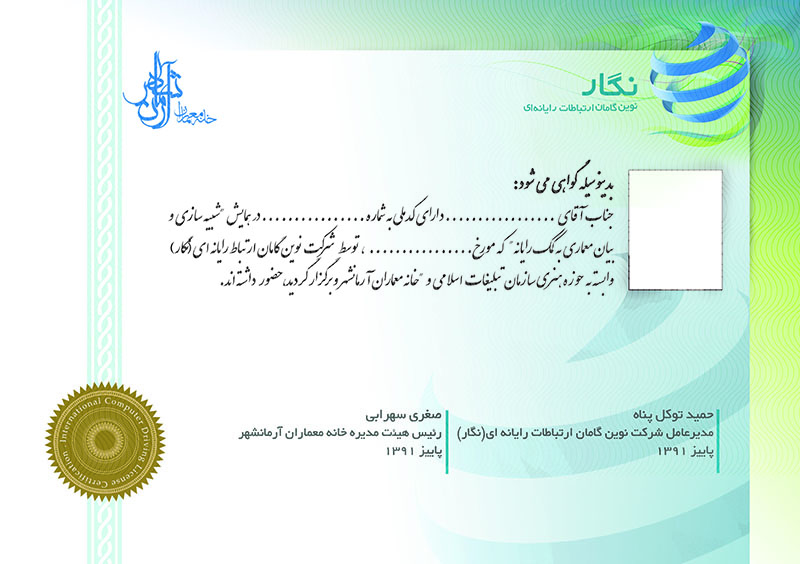 نگار
نوین گامان ارتباطات رایانه‌ای
خانه معماران
آرمانشهر
بدینوسیله گواهی می شود:
جناب آقای ................. دارای کد ملی به شماره ................ در همایش "شبیه سازی و
بیان معماری به کمک رایانه" که مورخ ................ ، توسط شرکت نوین گامان ارتباط رایانه ای (نگار)
وابسته به حوزه هنری سازمان تبلیغات اسلامی و "خانه معماران آرمانشهر و برگزار گردید، حضور داشته اند.
حمید توکل پناه
مدیرعامل شرکت نوین گامان ارتباطات رایانه ای(نگار)
پاییز ۱۳۹۱
صغری سهرابی
رئیس هیئت مدیره خانه معماران آرمانشهر
پاییز ۱۳۹۱
International Computer Driving License Certification